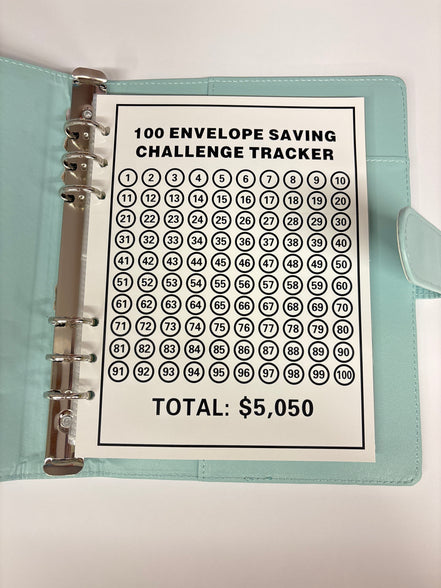 100 ENVELOPE SAVING
CHALLENGE TRACKER
1 2 3 4 5 6 7 8 9 10
11 12 13 14 15 16 17 18 19 20
21 22 23 24 25 26 27 28 29 30
31 32 33 34 35 36 37 38 39 40
41 42 43 44 45 46 47 48 49 50
51 52 53 54 55 56 57 58 59 60
61 62 63 64 65 66 67 68 69 70
71 72 73 74 75 76 77 78 79 80
81 82 83 84 85 86 87 88 89 90
91 92 93 94 95 96 97 98 99 100
TOTAL: $5,050